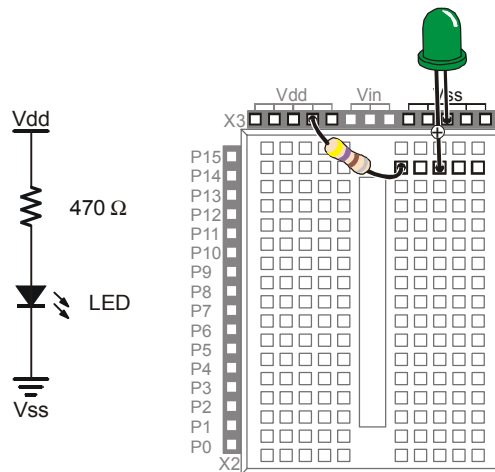 Vdd
470 Ω
LED
Vss
Vdd Vin Vss
X3
+
P15
P14
P13
P12
P11
P10
P9
P8
P7
P6
P5
P4
P3
P2
P1
P0
X2